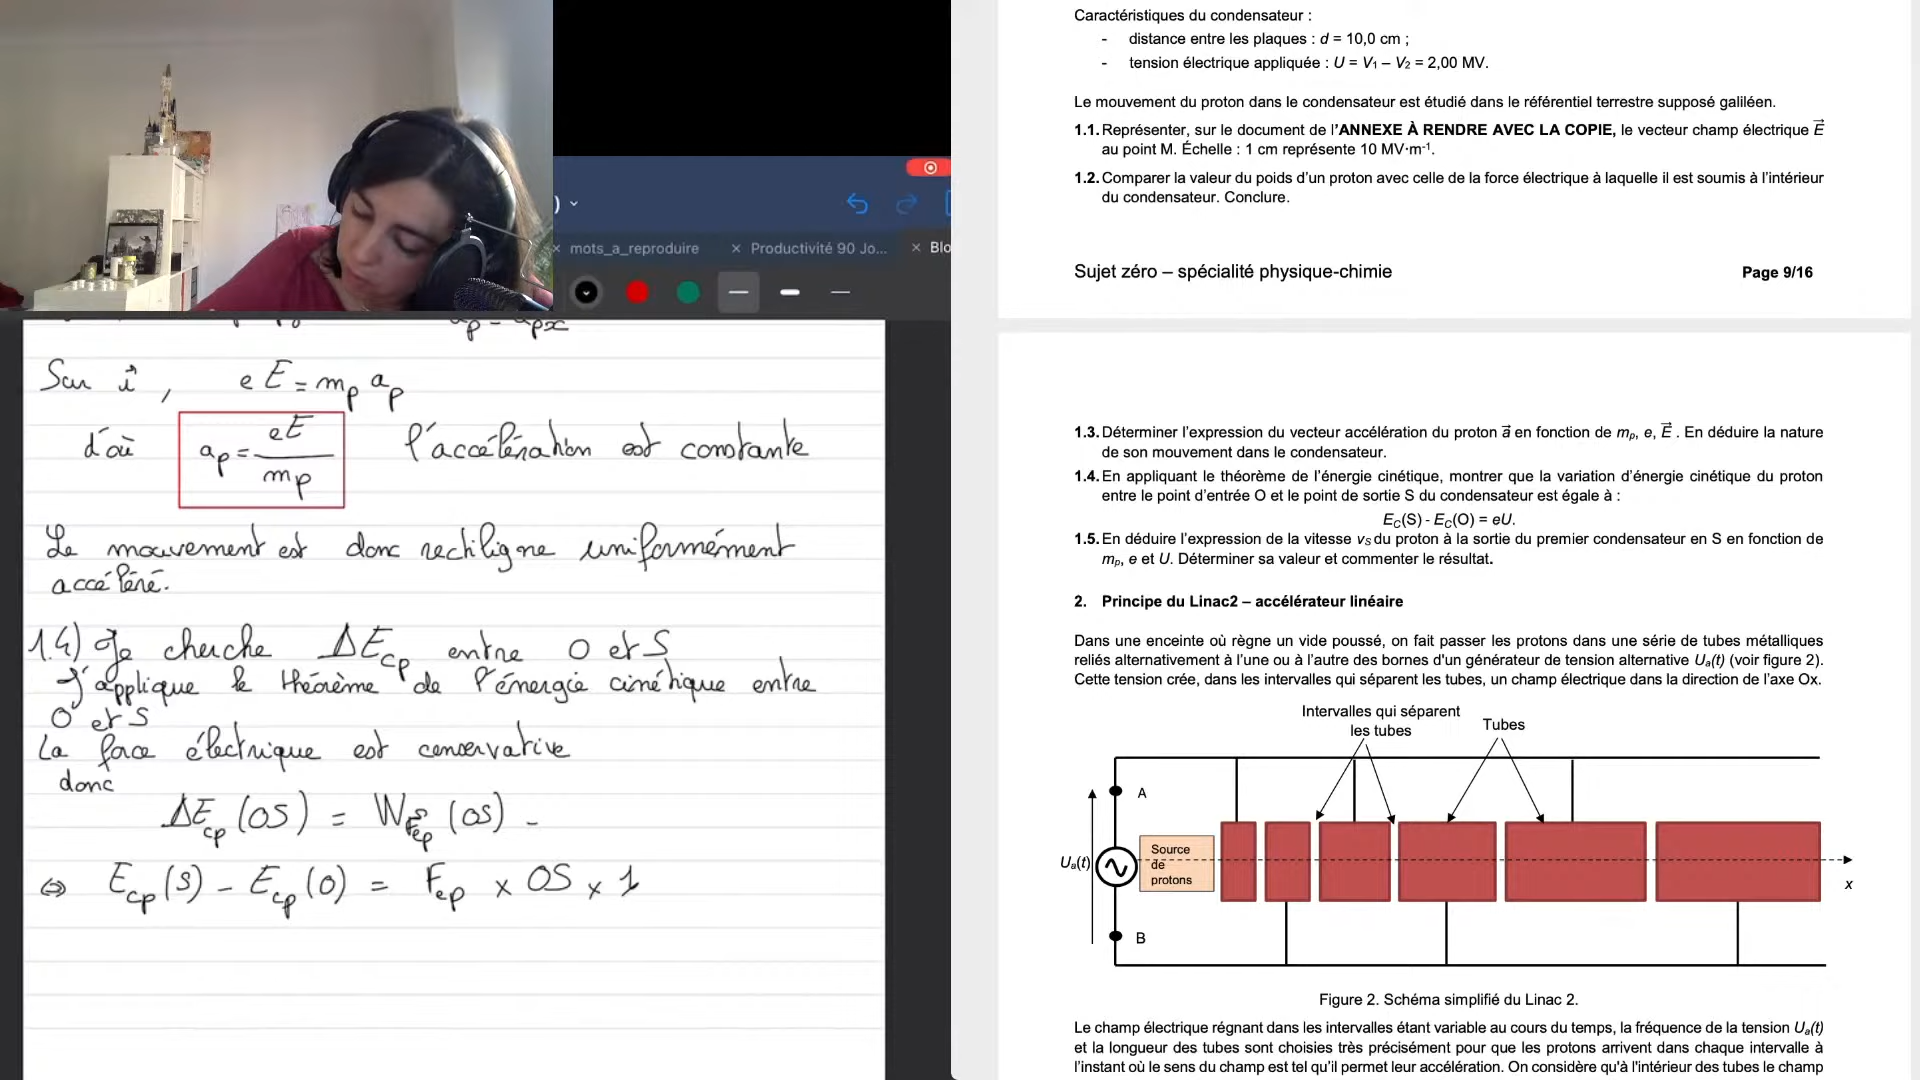 ) 
mots_a_reproduire
Productivité 90 Jo...
Blo
Sur i⃗ , e E = mp ap
d'où ap = eE / mp l'accélération est constante
Le mouvement est donc rectiligne uniformément
accéléré.
1.4) Je cherche ΔEcp entre O et S
J'applique le théorème de l'énergie cinétique entre
O et S
La force électrique est conservative
donc
ΔEcp (OS) = WF⃗ep (OS) -
⇔ Ecp (S) - Ecp (O) = Fep x OS x 1
Caractéristiques du condensateur :
- distance entre les plaques : d = 10,0 cm ;
- tension électrique appliquée : U = V1 – V2 = 2,00 MV.
Le mouvement du proton dans le condensateur est étudié dans le référentiel terrestre supposé galiléen.
1.1. Représenter, sur le document de l'ANNEXE À RENDRE AVEC LA COPIE, le vecteur champ électrique E⃗
au point M. Échelle : 1 cm représente 10 MV·m-1.
1.2. Comparer la valeur du poids d'un proton avec celle de la force électrique à laquelle il est soumis à l'intérieur
du condensateur. Conclure.
Sujet zéro – spécialité physique-chimie
Page 9/16
1.3. Déterminer l'expression du vecteur accélération du proton a⃗ en fonction de mp, e, E⃗ . En déduire la nature
de son mouvement dans le condensateur.
1.4. En appliquant le théorème de l'énergie cinétique, montrer que la variation d'énergie cinétique du proton
entre le point d'entrée O et le point de sortie S du condensateur est égale à :
EC(S) - EC(O) = eU.
1.5. En déduire l'expression de la vitesse vS du proton à la sortie du premier condensateur en S en fonction de
mp, e et U. Déterminer sa valeur et commenter le résultat.
2. Principe du Linac2 – accélérateur linéaire
Dans une enceinte où règne un vide poussé, on fait passer les protons dans une série de tubes métalliques
reliés alternativement à l'une ou à l'autre des bornes d'un générateur de tension alternative Ua(t) (voir figure 2).
Cette tension crée, dans les intervalles qui séparent les tubes, un champ électrique dans la direction de l'axe Ox.
Intervalles qui séparent
les tubes
Tubes
A
Ua(t)
Source
de
protons
x
B
Figure 2. Schéma simplifié du Linac 2.
Le champ électrique régnant dans les intervalles étant variable au cours du temps, la fréquence de la tension Ua(t)
et la longueur des tubes sont choisies très précisément pour que les protons arrivent dans chaque intervalle à
l'instant où le sens du champ est tel qu'il permet leur accélération. On considère qu'à l'intérieur des tubes le champ